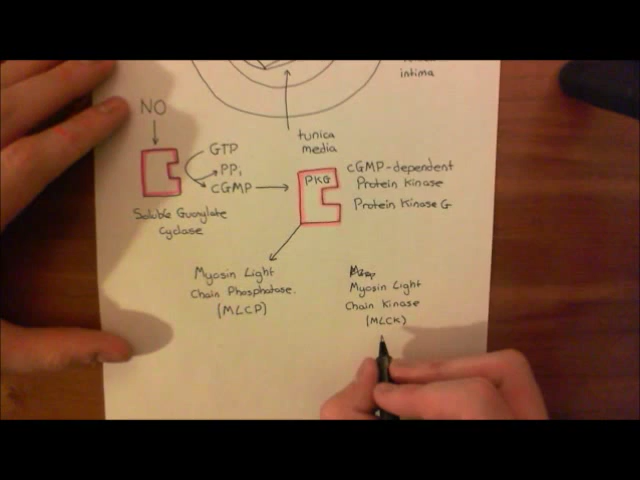 intima
tunica
media
NO
GTP
PPi
cGMP
Soluble Guanylate
Cyclase
PKG
cGMP-dependent
Protein Kinase
Protein Kinase G
Myosin Light
Chain Phosphatase.
(MLCP)
Myosin Light
Chain Kinase
(MLCK)